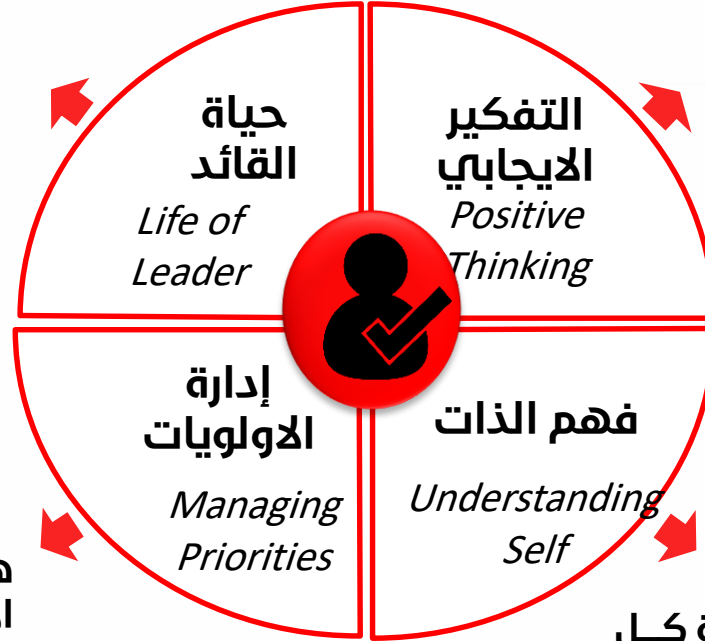 حياة
القائد
Life of
Leader
التفكير
الايجابي
Positive
Thinking
إدارة
الاولويات
Managing
Priorities
فهم الذات
Understanding
Self